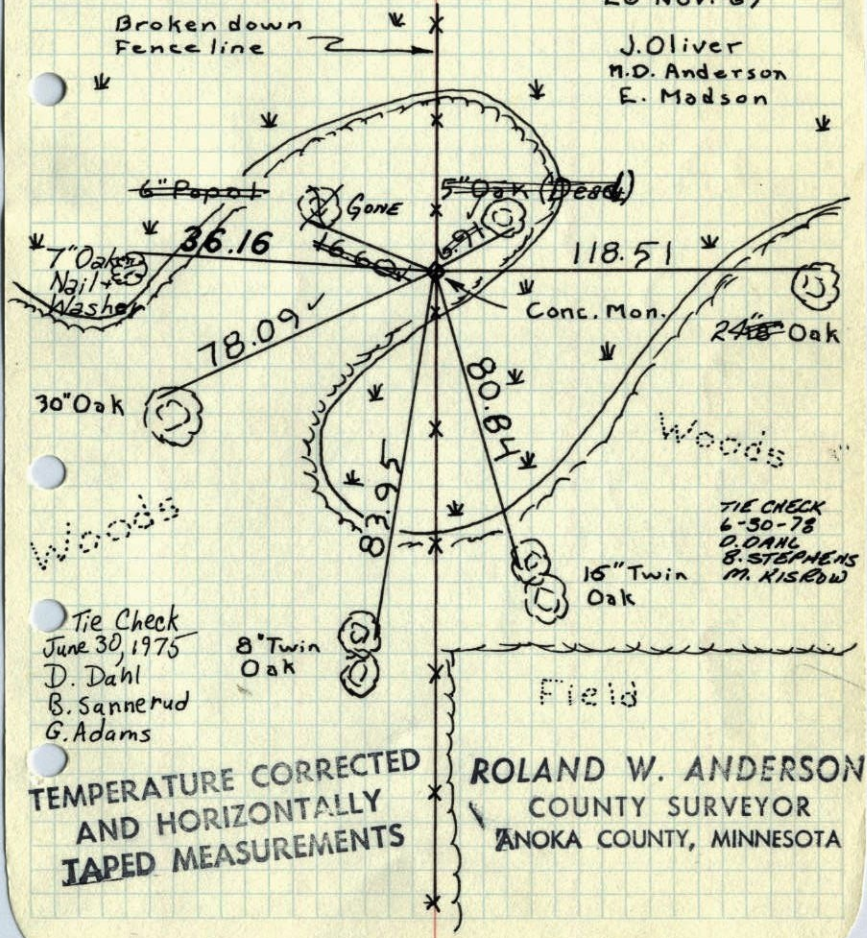 Broken down
Fence line
J. Oliver
M.D. Anderson
E. Madson
6" Popol
GONE
5" Oak (Dead)
7" Oak
Nail +
Washer
36.16
16.60
6.91
118.51
Conc. Mon.
24" Oak
78.09 ✓
30" Oak
80.84
83.95
Woods
Woods
TIE CHECK
6-30-78
D. DAHL
B. STEPHENS
M. KISROW
16" Twin
Oak
8" Twin
Oak
Tie Check
June 30, 1975
D. Dahl
B. Sannerud
G. Adams
Field
TEMPERATURE CORRECTED
AND HORIZONTALLY
TAPED MEASUREMENTS
ROLAND W. ANDERSON
COUNTY SURVEYOR
ANOKA COUNTY, MINNESOTA